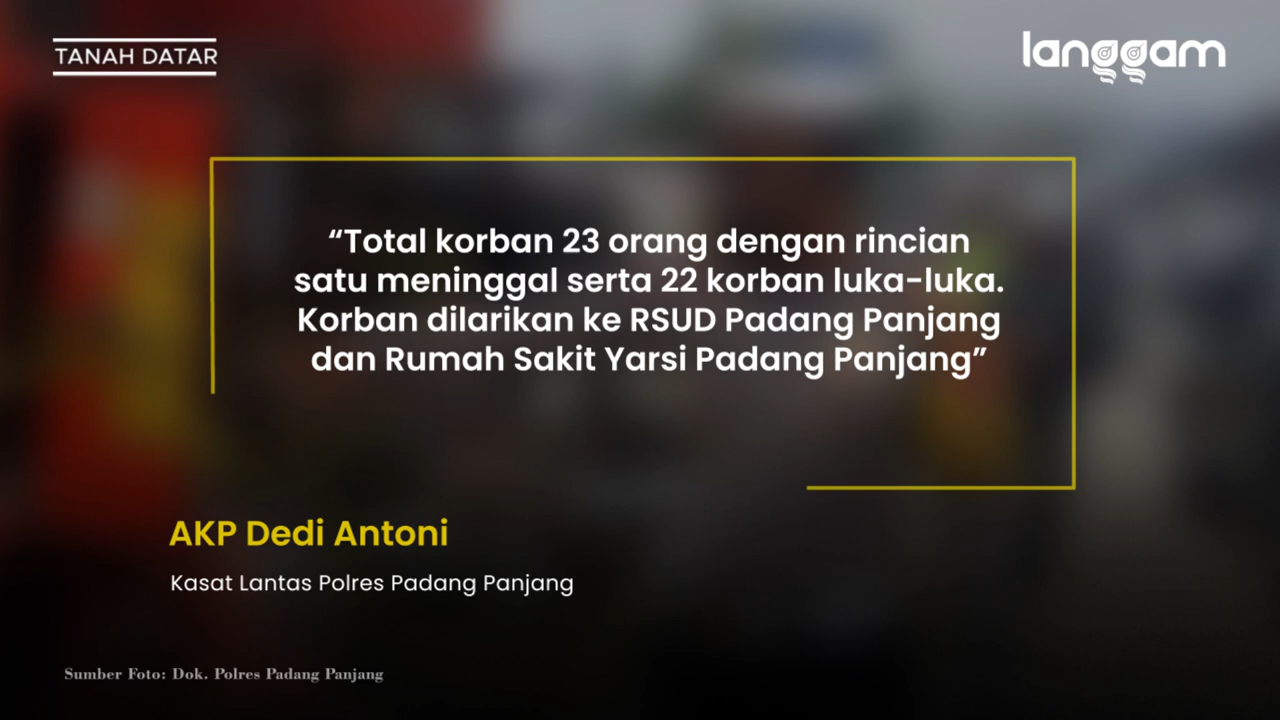 TANAH DATAR
langgam
“Total korban 23 orang dengan rincian
satu meninggal serta 22 korban luka-luka.
Korban dilarikan ke RSUD Padang Panjang
dan Rumah Sakit Yarsi Padang Panjang”
AKP Dedi Antoni
Kasat Lantas Polres Padang Panjang
Sumber Foto: Dok. Polres Padang Panjang